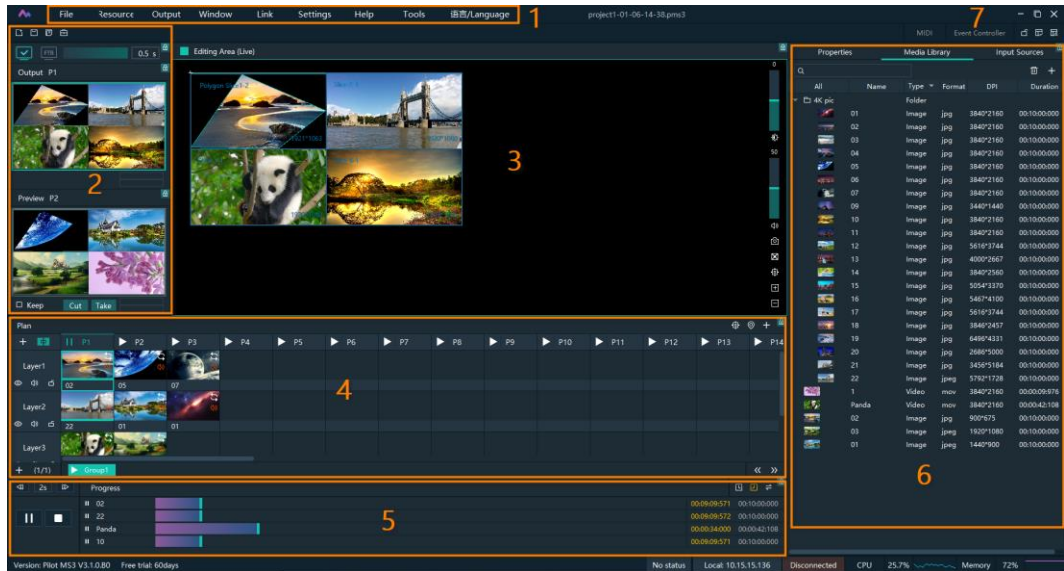 File Resource Output Window Link Settings Help Tools 语言/Language 1 project1-01-06-14-38.pms3 7
MIDI Event Controller
FTB 0.5 s Editing Area (Live) 0
Properties Media Library Input Sources
Output P1
All Name Type Format DPI Duration
4K pic Folder
01 Image jpg 3840*2160 00:10:00:000
02 Image jpg 3840*2160 00:10:00:000
03 Image jpg 3840*2160 00:10:00:000
04 Image jpg 3840*2160 00:10:00:000
05 Image jpg 3840*2160 00:10:00:000
06 Image jpg 3840*2160 00:10:00:000
07 Image jpg 3840*2160 00:10:00:000
09 Image jpg 3440*1440 00:10:00:000
10 Image jpg 3840*2160 00:10:00:000
11 Image jpg 3840*2160 00:10:00:000
12 Image jpg 5616*3744 00:10:00:000
13 Image jpg 4000*2667 00:10:00:000
14 Image jpg 3840*2560 00:10:00:000
15 Image jpg 5054*3370 00:10:00:000
16 Image jpg 5467*4100 00:10:00:000
17 Image jpg 5616*3744 00:10:00:000
18 Image jpg 3846*2457 00:10:00:000
19 Image jpg 6496*4331 00:10:00:000
20 Image jpg 2686*5000 00:10:00:000
21 Image jpg 3456*5184 00:10:00:000
22 Image jpeg 5792*1728 00:10:00:000
1 Video mov 3840*2160 00:00:09:976
Panda Video mov 3840*2160 00:00:42:108
02 Image jpg 900*675 00:10:00:000
03 Image jpeg 1920*1080 00:10:00:000
01 Image jpeg 1440*900 00:10:00:000
6
2
3
50
Preview P2
Keep Cut Take
Plan
P1 P2 P3 P4 P5 P6 P7 P8 P9 P10 P11 P12 P13 P14
Layer1
02 05 07
4
Layer2
22 01 01
Layer3
(1/1) Group1
2s Progress
02 00:09:09:571 00:10:00:000
22 00:09:09:572 00:10:00:000
5
Panda 00:00:34:000 00:00:42:108
10 00:09:09:571 00:10:00:000
Version: Pilot MS3 V3.1.0.B0 Free trial: 60days No status Local: 10.15.15.136 Disconnected CPU 25.7% Memory 72%